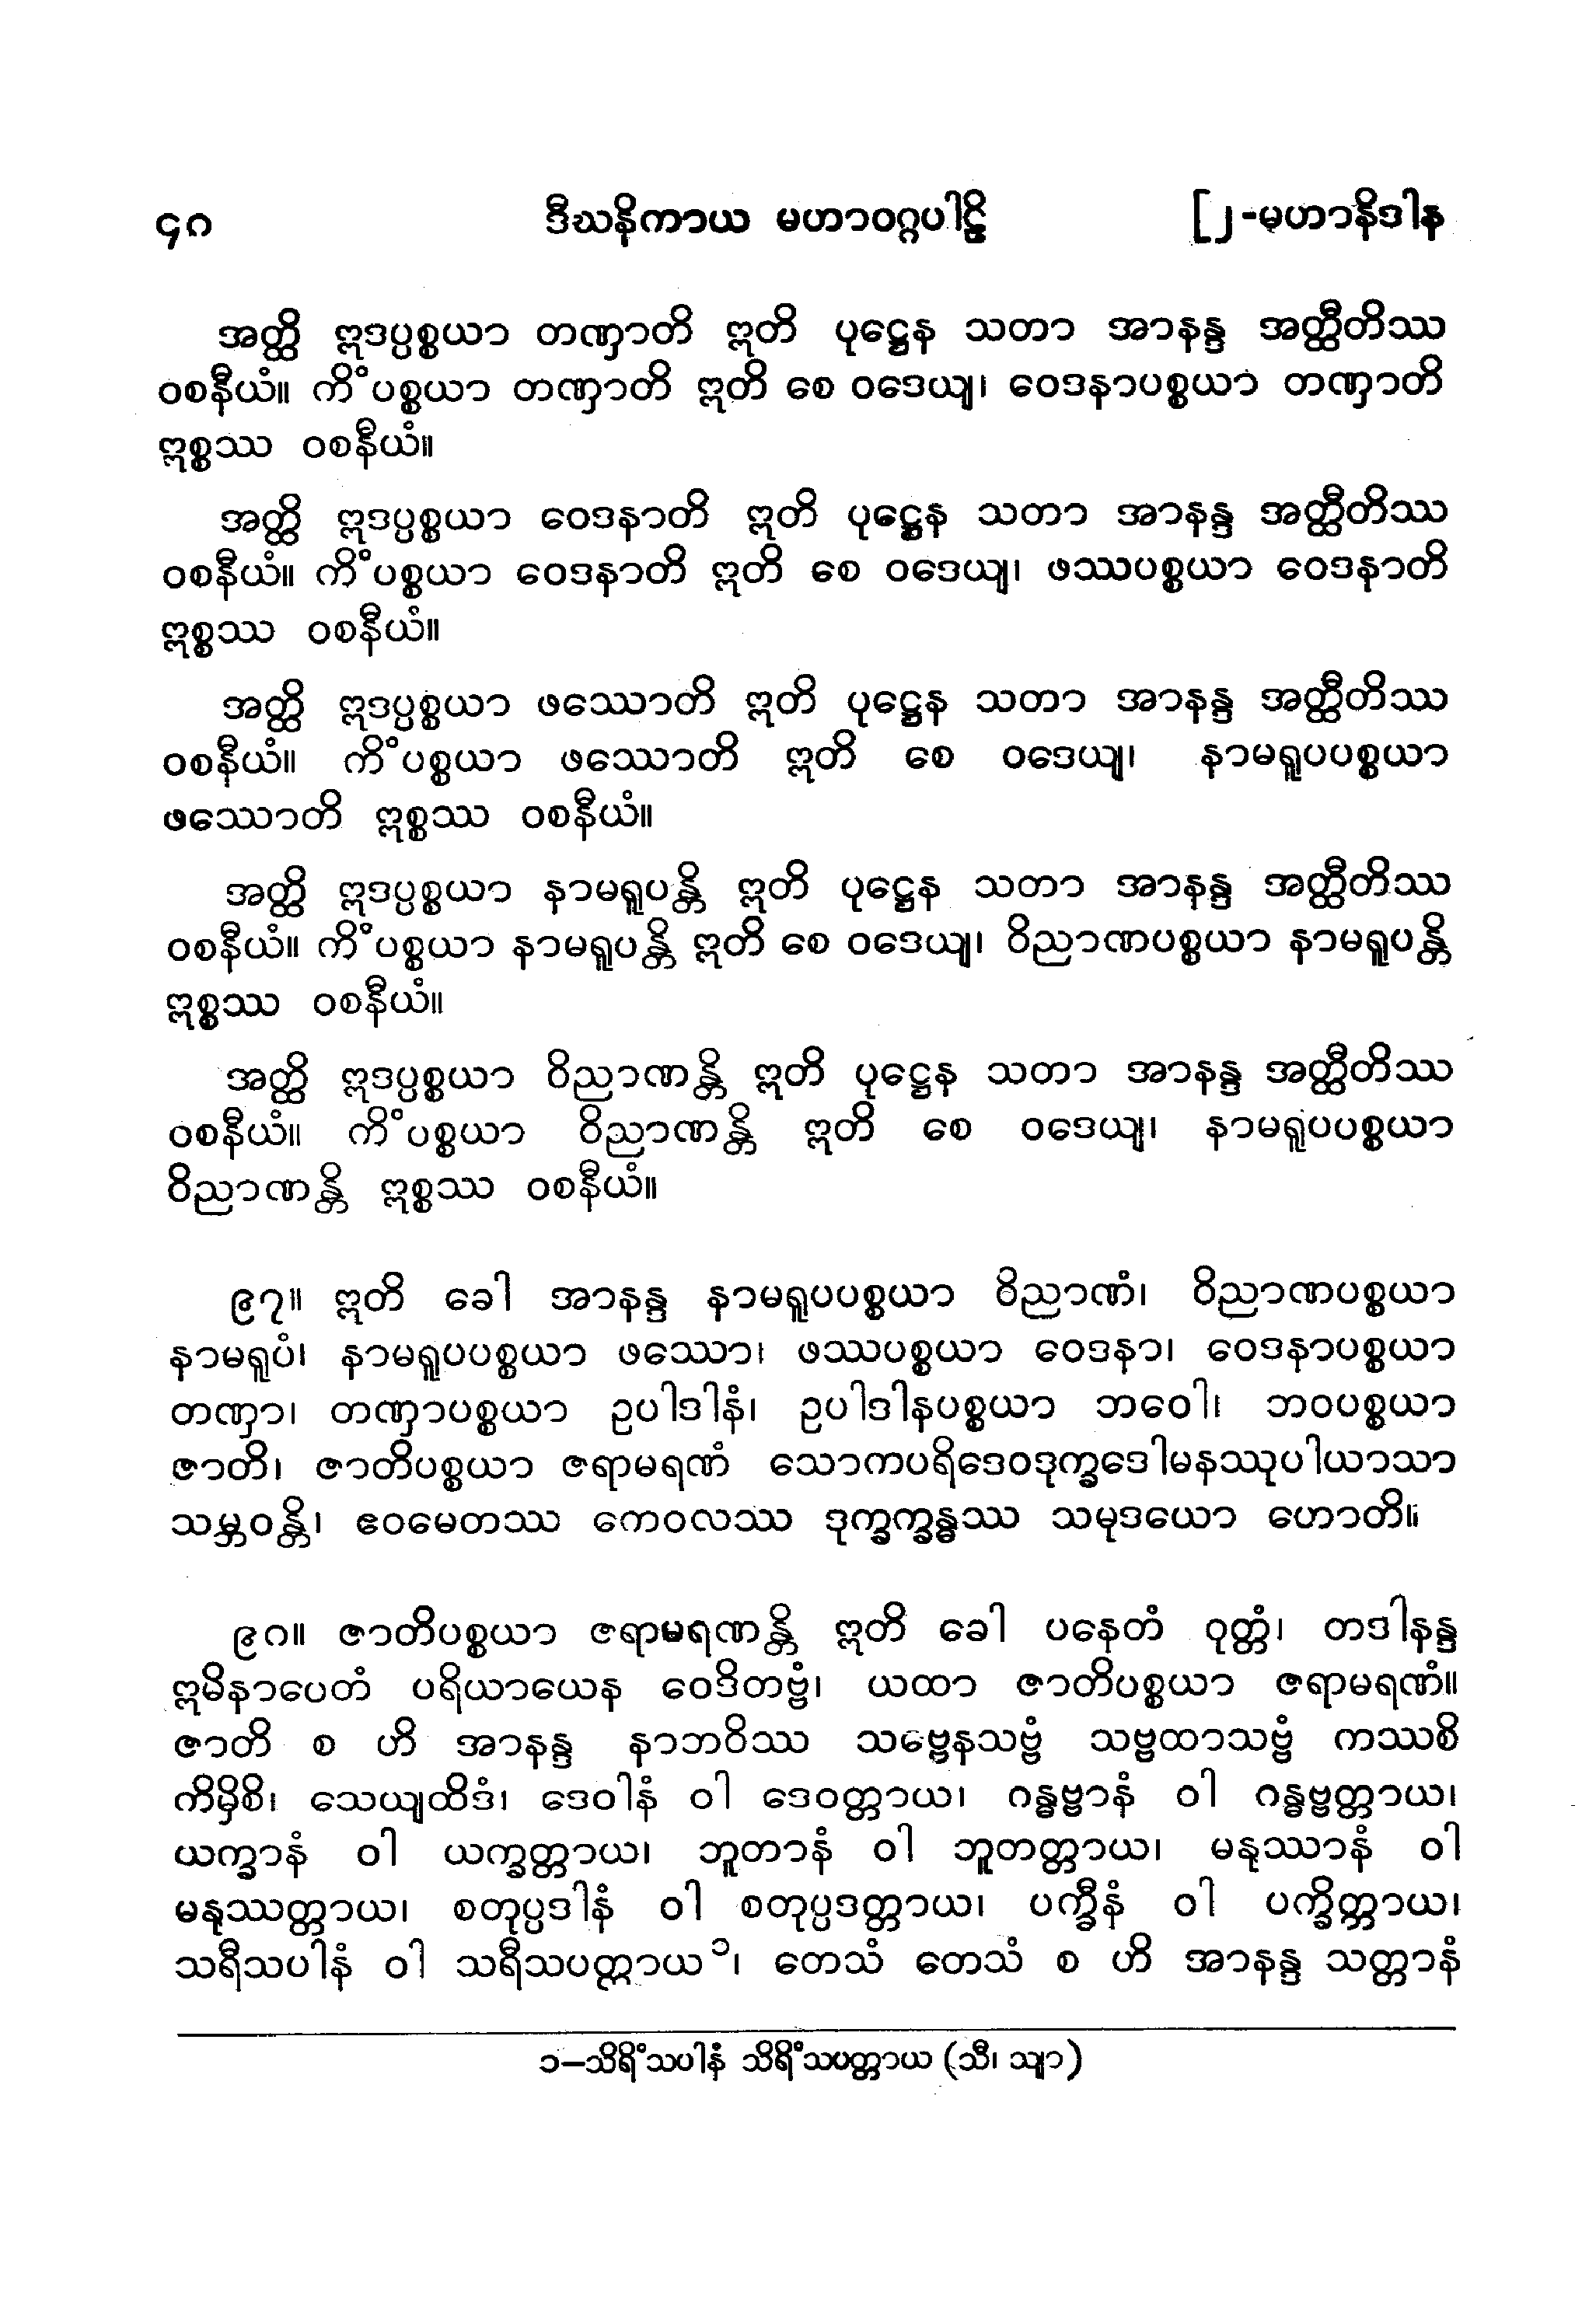 ၄၈ ဒီဃနိကာယ မဟာဝဂ္ဂပါဠိ [၂-မဟာနိဒါန
အတ္ထိ ဣဒပ္ပစ္စယာ တဏှာတိ ဣတိ ပုဋ္ဌေန သတာ အာနန္ဒ အတ္ထီတိဿ
ဝစနီယံ။ ကိံပစ္စယာ တဏှာတိ ဣတိ စေ ဝဒေယျ၊ ဝေဒနာပစ္စယာ တဏှာတိ
ဣစ္စဿ ဝစနီယံ။
အတ္ထိ ဣဒပ္ပစ္စယာ ဝေဒနာတိ ဣတိ ပုဋ္ဌေန သတာ အာနန္ဒ အတ္ထီတိဿ
ဝစနီယံ။ ကိံပစ္စယာ ဝေဒနာတိ ဣတိ စေ ဝဒေယျ၊ ဖဿပစ္စယာ ဝေဒနာတိ
ဣစ္စဿ ဝစနီယံ။
အတ္ထိ ဣဒပ္ပစ္စယာ ဖဿောတိ ဣတိ ပုဋ္ဌေန သတာ အာနန္ဒ အတ္ထီတိဿ
ဝစနီယံ။ ကိံပစ္စယာ ဖဿောတိ ဣတိ စေ ဝဒေယျ၊ နာမရူပပစ္စယာ
ဖဿောတိ ဣစ္စဿ ဝစနီယံ။
အတ္ထိ ဣဒပ္ပစ္စယာ နာမရူပန္တိ ဣတိ ပုဋ္ဌေန သတာ အာနန္ဒ အတ္ထီတိဿ
ဝစနီယံ။ ကိံပစ္စယာ နာမရူပန္တိ ဣတိ စေ ဝဒေယျ၊ ဝိညာဏပစ္စယာ နာမရူပန္တိ
ဣစ္စဿ ဝစနီယံ။
အတ္ထိ ဣဒပ္ပစ္စယာ ဝိညာဏန္တိ ဣတိ ပုဋ္ဌေန သတာ အာနန္ဒ အတ္ထီတိဿ
ဝစနီယံ။ ကိံပစ္စယာ ဝိညာဏန္တိ ဣတိ စေ ဝဒေယျ၊ နာမရူပပစ္စယာ
ဝိညာဏန္တိ ဣစ္စဿ ဝစနီယံ။
၉၇။ ဣတိ ခေါ အာနန္ဒ နာမရူပပစ္စယာ ဝိညာဏံ၊ ဝိညာဏပစ္စယာ
နာမရူပံ၊ နာမရူပပစ္စယာ ဖဿော၊ ဖဿပစ္စယာ ဝေဒနာ၊ ဝေဒနာပစ္စယာ
တဏှာ၊ တဏှာပစ္စယာ ဥပါဒါနံ၊ ဥပါဒါနပစ္စယာ ဘဝေါ၊ ဘဝပစ္စယာ
ဇာတိ၊ ဇာတိပစ္စယာ ဇရာမရဏံ သောကပရိဒေဝဒုက္ခဒေါမနဿုပါယာသာ
သမ္ဘဝန္တိ၊ ဧဝမေတဿ ကေဝလဿ ဒုက္ခက္ခန္ဓဿ သမုဒယော ဟောတိ။
၉၈။ ဇာတိပစ္စယာ ဇရာမရဏန္တိ ဣတိ ခေါ ပနေတံ ဝုတ္တံ၊ တဒါနန္ဒ
ဣမိနာပေတံ ပရိယာယေန ဝေဒိတဗ္ဗံ၊ ယထာ ဇာတိပစ္စယာ ဇရာမရဏံ။
ဇာတိ စ ဟိ အာနန္ဒ နာဘဝိဿ သဗ္ဗေနသဗ္ဗံ သဗ္ဗထာသဗ္ဗံ ကဿစိ
ကိမှိစိ၊ သေယျထိဒံ၊ ဒေဝါနံ ဝါ ဒေဝတ္တာယ၊ ဂန္ဓဗ္ဗာနံ ဝါ ဂန္ဓဗ္ဗတ္တာယ၊
ယက္ခာနံ ဝါ ယက္ခတ္တာယ၊ ဘူတာနံ ဝါ ဘူတတ္တာယ၊ မနုဿာနံ ဝါ
မနုဿတ္တာယ၊ စတုပ္ပဒါနံ ဝါ စတုပ္ပဒတ္တာယ၊ ပက္ခီနံ ဝါ ပက္ခိတ္တာယ၊
သရီသပါနံ ဝါ သရီသပတ္တာယ၁၊ တေသံ တေသံ စ ဟိ အာနန္ဒ သတ္တာနံ
၁–သိရိံသပါနံ သိရိံသပတ္တာယ (သီ၊ သျာ)